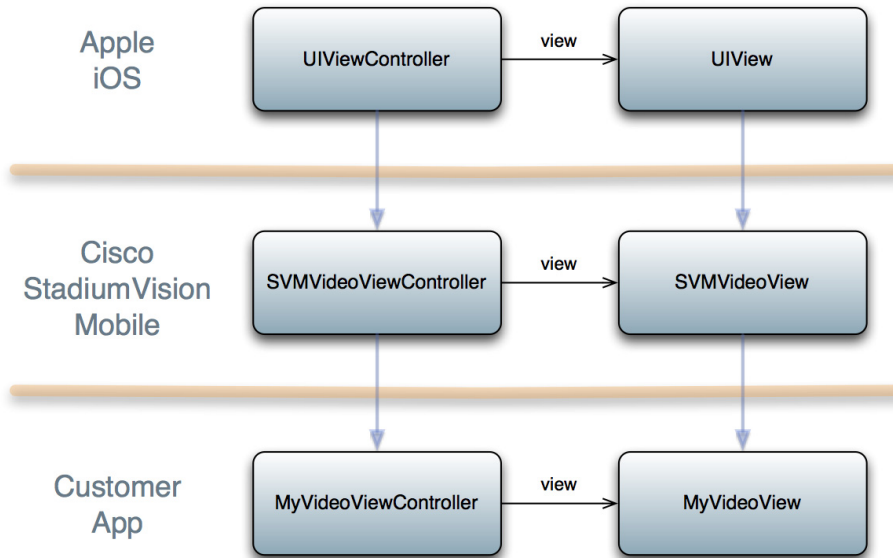 Apple
iOS
UIViewController
view
UIView
Cisco
StadiumVision
Mobile
SVMVideoViewController
view
SVMVideoView
Customer
App
MyVideoViewController
view
MyVideoView